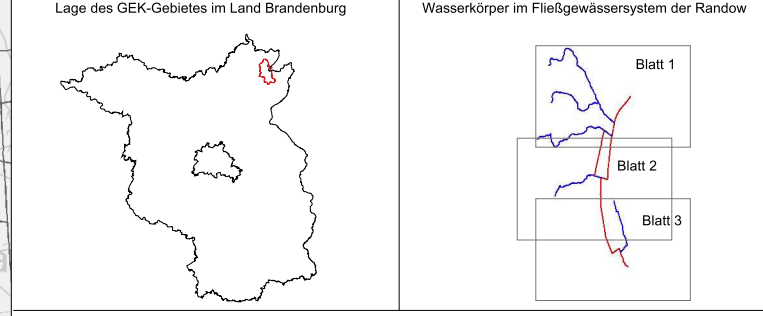 Lage des GEK-Gebietes im Land Brandenburg
Wasserkörper im Fließgewässersystem der Randow
Blatt 1
Blatt 2
Blatt 3